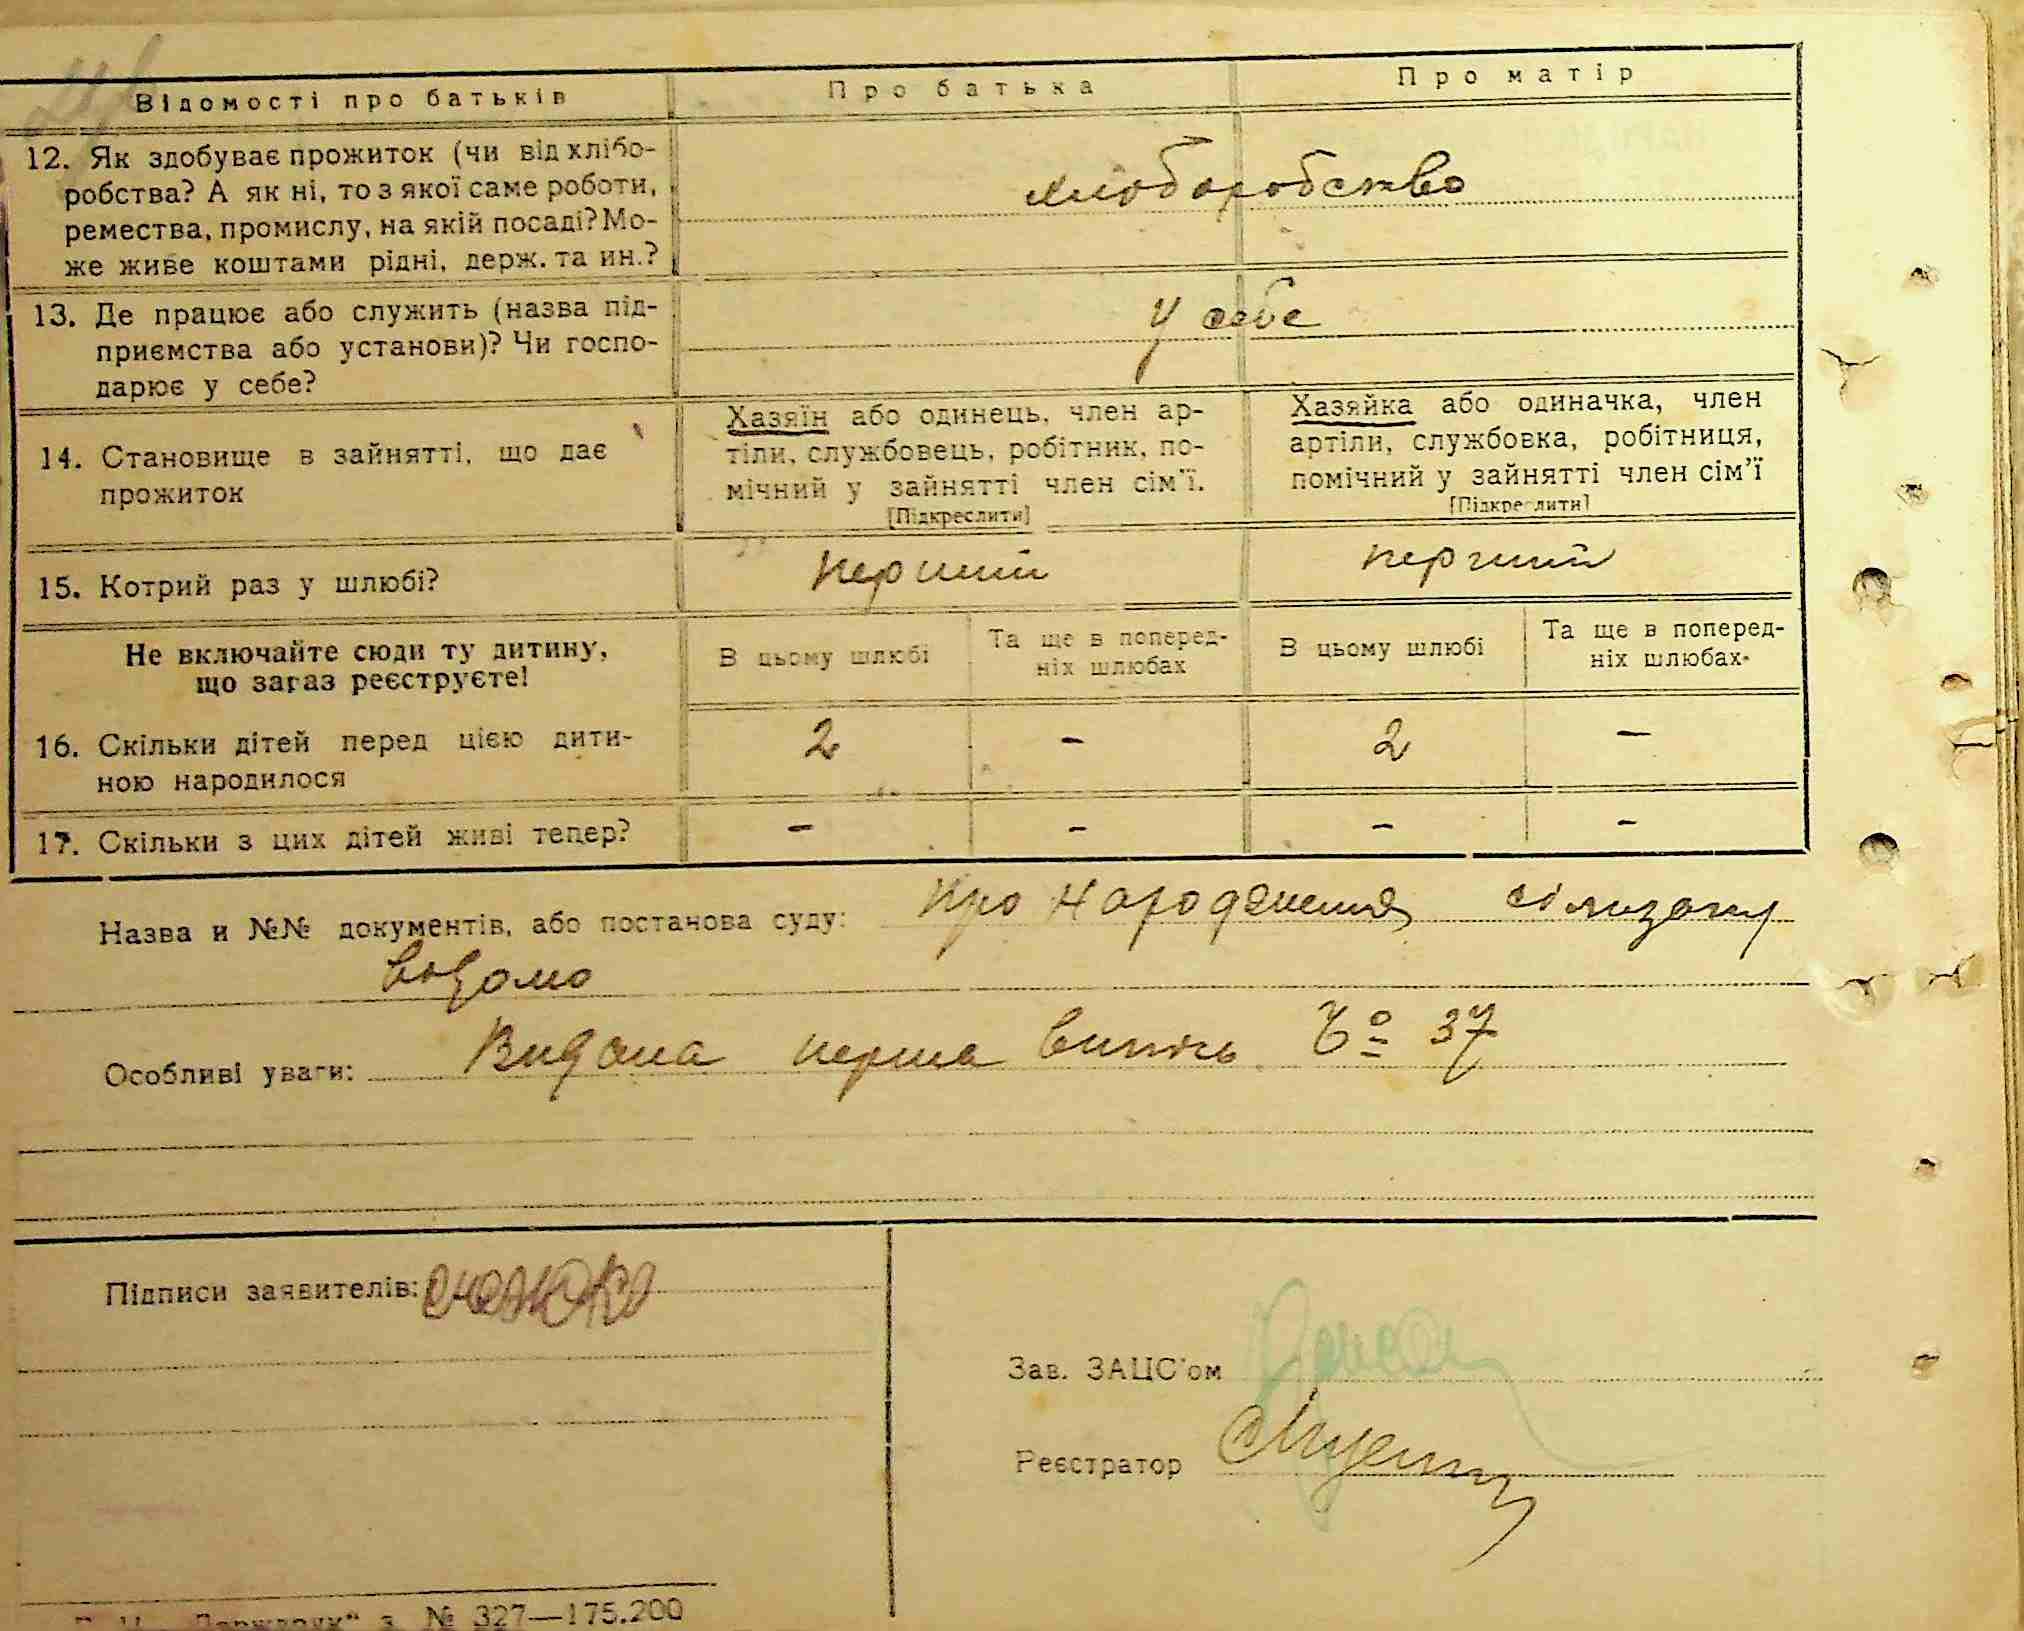 Відомості про батьків Про батька Про матір
12. Як здобуває прожиток (чи від хлібо-
робства? А як ні, то з якої саме роботи,
ремества, промислу, на якій посаді? Мо-
же живе коштами рідні, держ. та ин.?
хліборобство
13. Де працює або служить (назва під-
приємства або установи)? Чи госпо-
дарює у себе?
у себе
14. Становище в зайнятті, що дає
прожиток
Хазяїн або одинець, член ар-
тіли, службовець, робітник, по-
мічний у зайнятті член сім'ї.
[Підкреслити]
Хазяйка або одиначка, член
артіли, службовка, робітниця,
помічний у зайнятті член сім'ї
[Підкреслити]
15. Котрий раз у шлюбі? перший перший
Не включайте сюди ту дитину,
що зараз реєструєте!
В цьому шлюбі
Та ще в поперед-
ніх шлюбах
В цьому шлюбі
Та ще в поперед-
ніх шлюбах
16. Скільки дітей перед цією дити-
ною народилося
2 - 2 -
17. Скільки з цих дітей живі тепер? - - - -
Назва и №№ документів, або постанова суду: про народження
відомо
Особливі уваги: Видана перша випись Ч° 37
Підписи заявителів:
Зав. ЗАЦС'ом
Реєстратор
№ 327—175.200